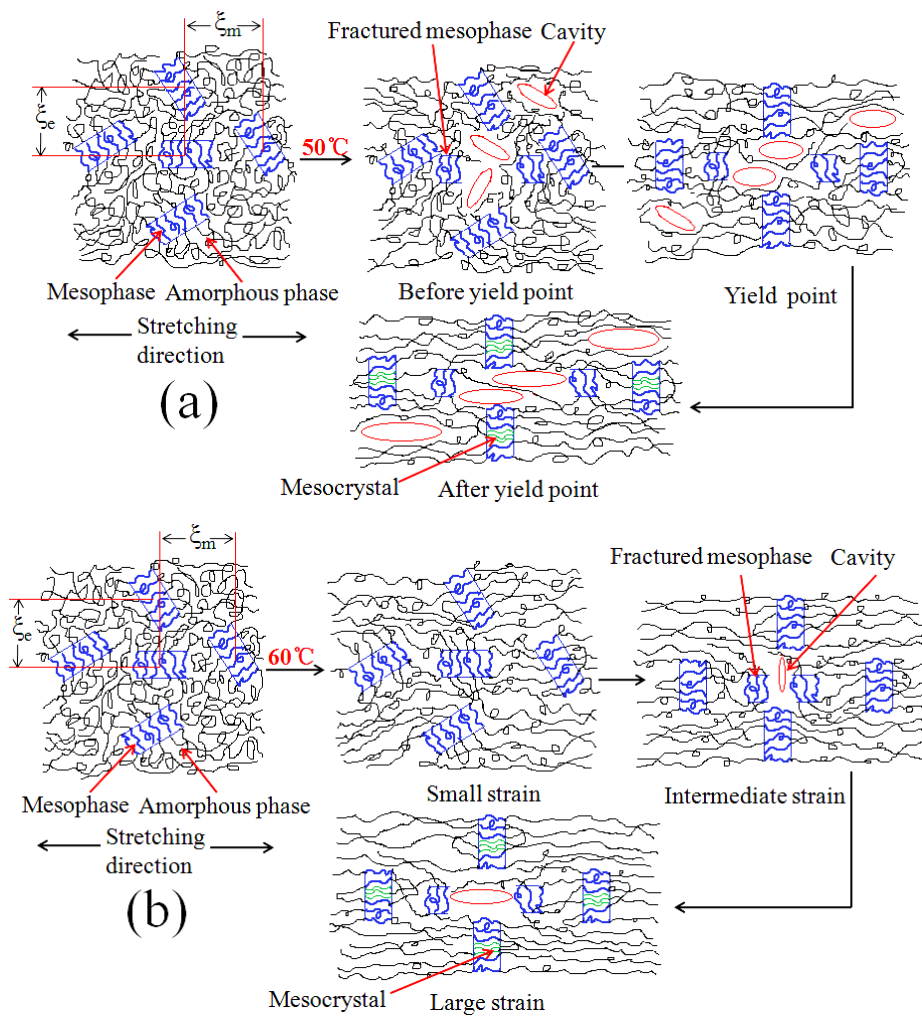 ξm
ξe
Fractured mesophase
Cavity
50℃
Mesophase
Amorphous phase
Before yield point
Yield point
Stretching
direction
(a)
Mesocrystal
After yield point
ξm
ξe
Fractured mesophase
Cavity
60℃
Mesophase
Amorphous phase
Small strain
Intermediate strain
Stretching
direction
(b)
Mesocrystal
Large strain